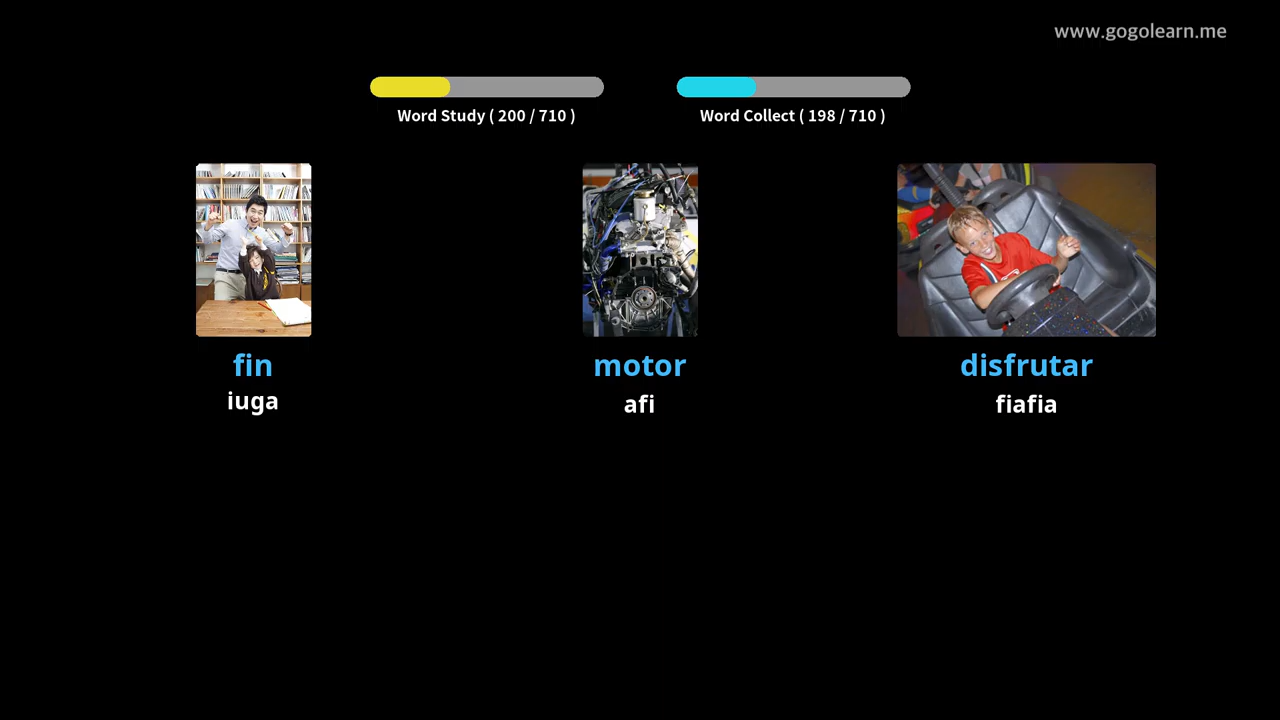 www.gogolearn.me
Word Study ( 200 / 710 )
Word Collect ( 198 / 710 )
fin
iuga
motor
afi
disfrutar
fiafia